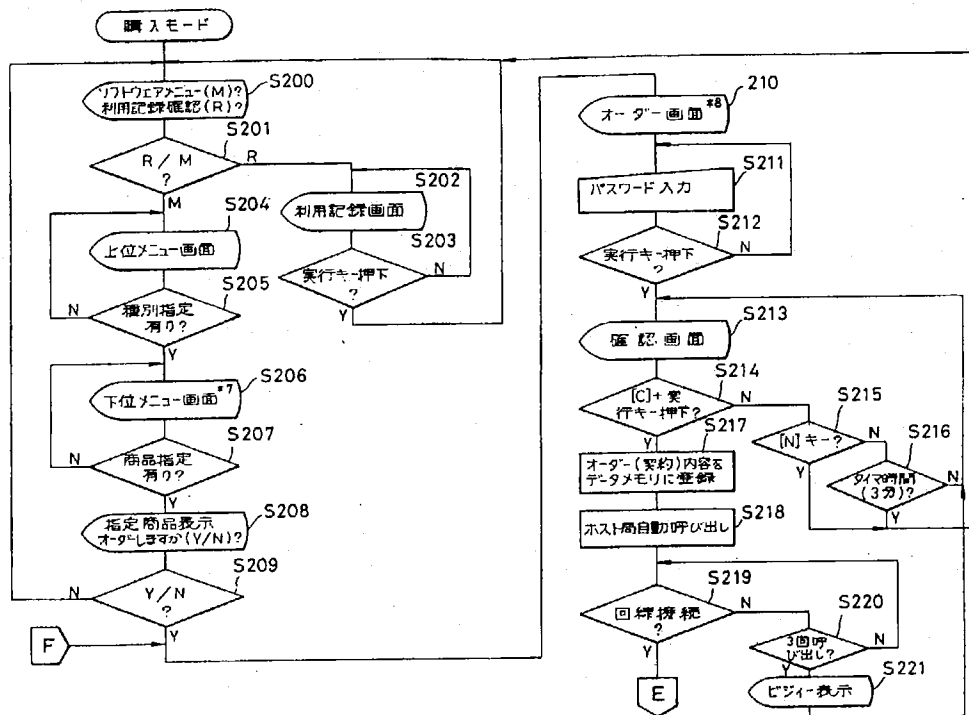 購入モード
S200
ソフトウェアメニュー(M)?
利用記録確認(R)?
S201
R/M
?
R
M
S202
利用記録画面
S203
実行キー押下
?
N
Y
S204
上位メニュー画面
S205
種別指定
有り?
N
Y
S206
下位メニュー画面*7
S207
商品指定
有り?
N
Y
S208
指定商品表示
オーダーしますか(Y/N)?
S209
Y/N
?
N
Y
F
210
オーダー画面*8
S211
パスワード入力
S212
実行キー押下
?
N
Y
S213
確認画面
S214
[C]+実
行キー押下?
N
Y
S215
[N]キー?
N
Y
S216
タイマ時間
(3分)?
N
Y
S217
オーダー(契約)内容を
データメモリに登録
S218
ホスト局自動呼び出し
S219
回線接続
?
N
Y
S220
3回呼
び出し?
N
Y
S221
ビジィー表示
E